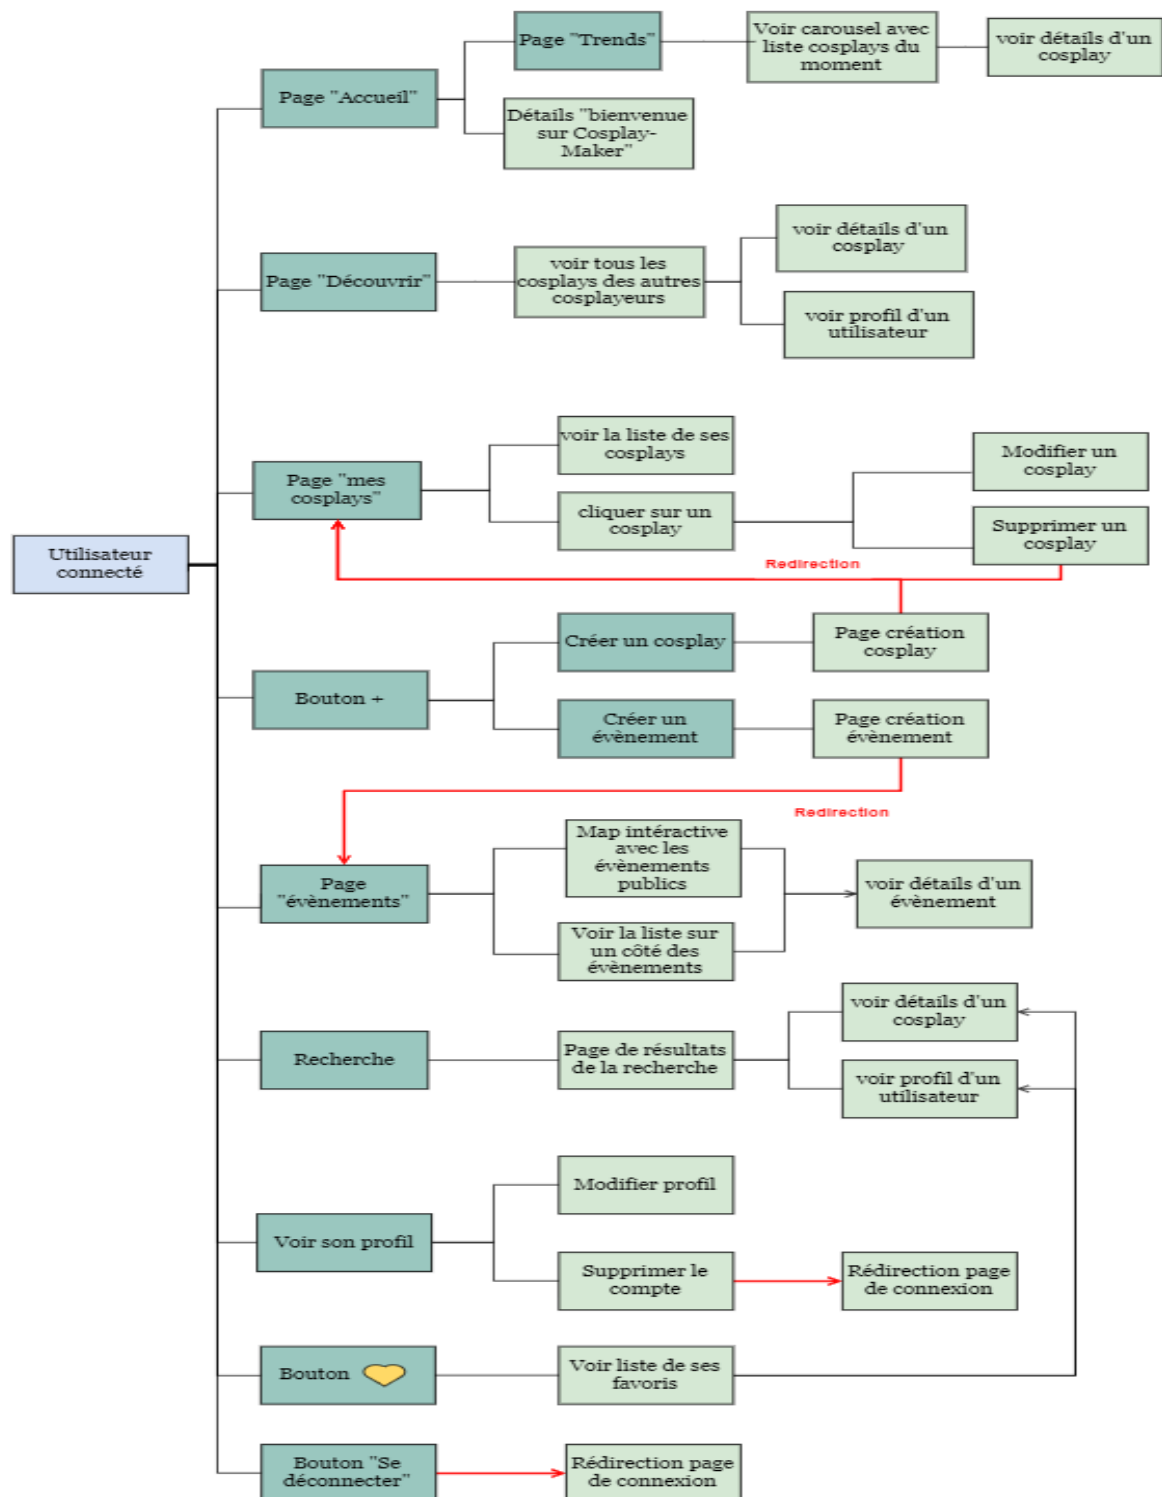 Page "Trends"
Voir carousel avec
liste cosplays du
moment
voir détails d'un
cosplay
Page "Accueil"
Détails "bienvenue
sur Cosplay-
Maker"
Page "Découvrir"
voir tous les
cosplays des autres
cosplayeurs
voir détails d'un
cosplay
voir profil d'un
utilisateur
Page "mes
cosplays"
voir la liste de ses
cosplays
cliquer sur un
cosplay
Modifier un
cosplay
Supprimer un
cosplay
Utilisateur
connecté
Redirection
Bouton +
Créer un cosplay
Page création
cosplay
Créer un
évènement
Page création
évènement
Redirection
Page
"évènements"
Map intéractive
avec les
évènements
publics
Voir la liste sur
un côté des
évènements
voir détails d'un
évènement
Recherche
Page de résultats
de la recherche
voir détails d'un
cosplay
voir profil d'un
utilisateur
Voir son profil
Modifier profil
Supprimer le
compte
Rédirection page
de connexion
Bouton
Voir liste de ses
favoris
Bouton "Se
déconnecter"
Rédirection page
de connexion